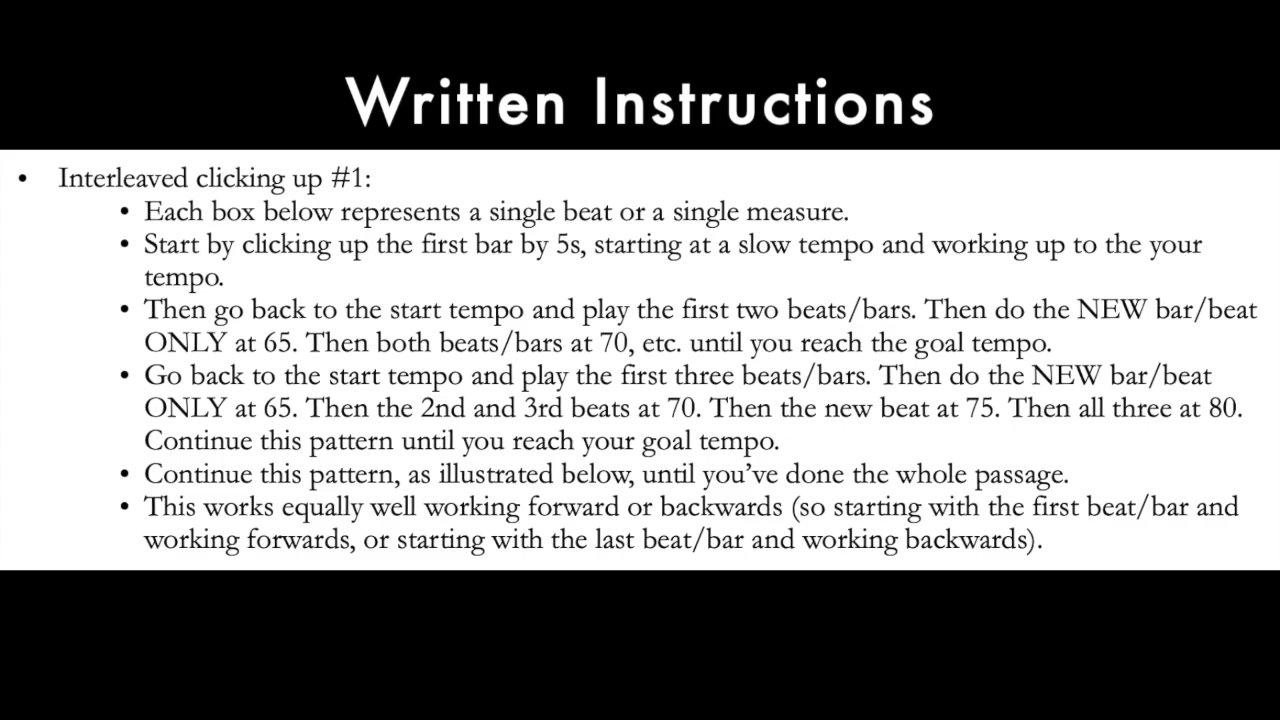 Written Instructions
• Interleaved clicking up #1:
• Each box below represents a single beat or a single measure.
• Start by clicking up the first bar by 5s, starting at a slow tempo and working up to the your
tempo.
• Then go back to the start tempo and play the first two beats/bars. Then do the NEW bar/beat
ONLY at 65. Then both beats/bars at 70, etc. until you reach the goal tempo.
• Go back to the start tempo and play the first three beats/bars. Then do the NEW bar/beat
ONLY at 65. Then the 2nd and 3rd beats at 70. Then the new beat at 75. Then all three at 80.
Continue this pattern until you reach your goal tempo.
• Continue this pattern, as illustrated below, until you’ve done the whole passage.
• This works equally well working forward or backwards (so starting with the first beat/bar and
working forwards, or starting with the last beat/bar and working backwards).